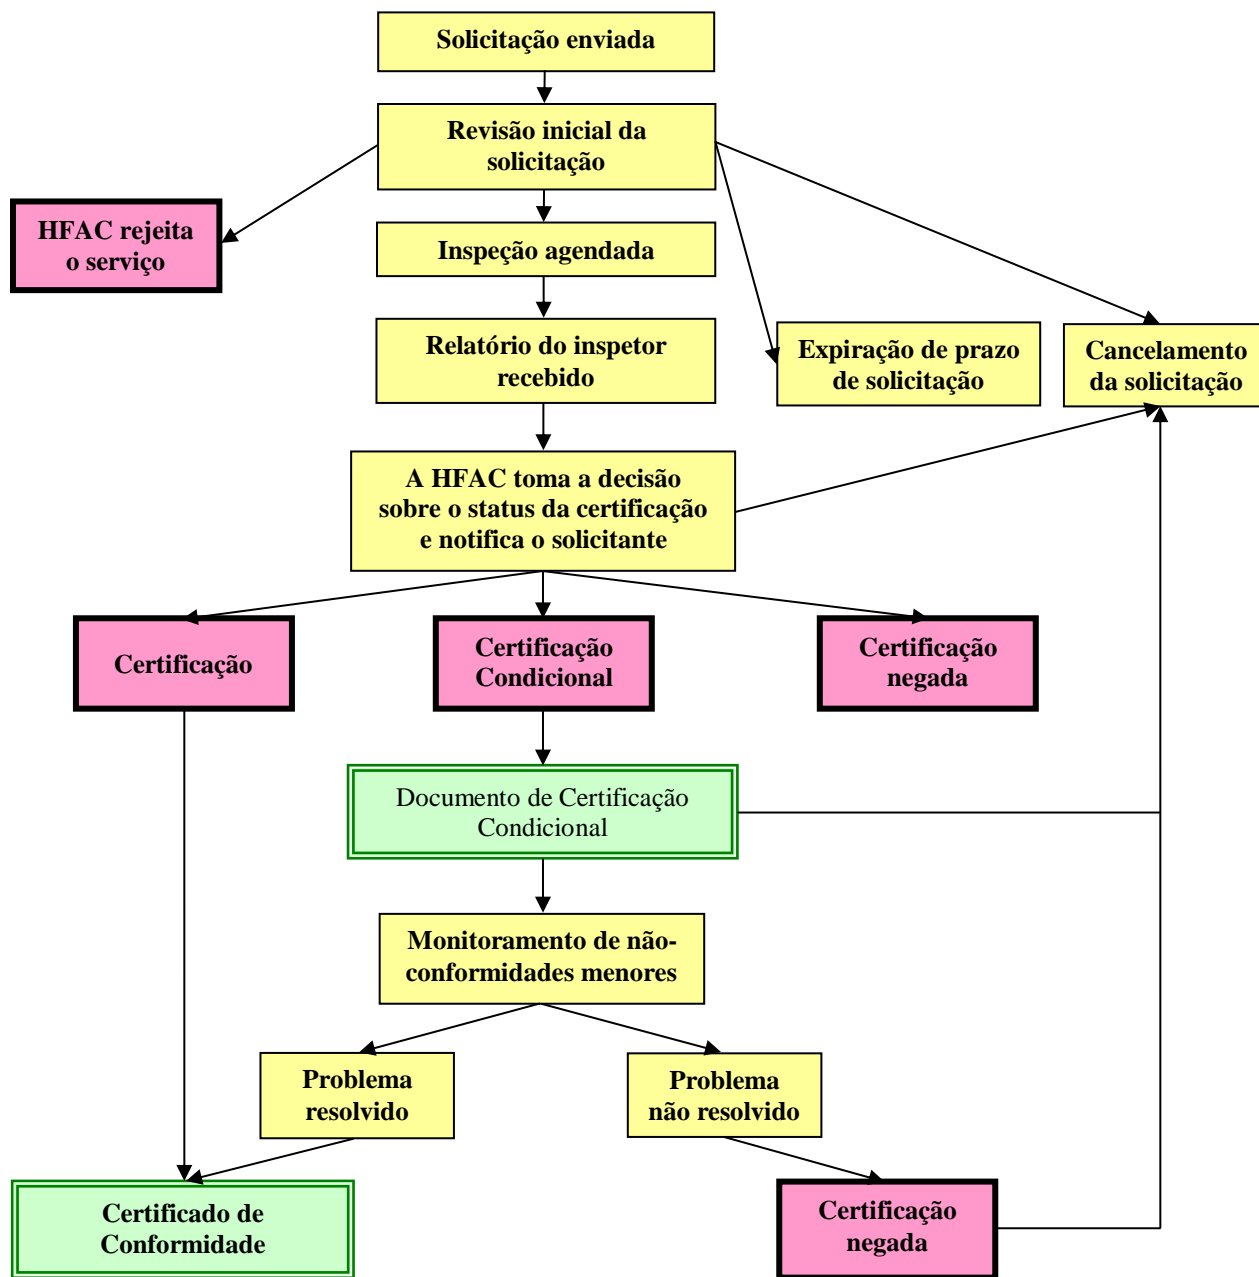 Solicitação enviada
Revisão inicial da
solicitação
HFAC rejeita
o serviço
Inspeção agendada
Relatório do inspetor
recebido
Expiração de prazo
de solicitação
Cancelamento
da solicitação
A HFAC toma a decisão
sobre o status da certificação
e notifica o solicitante
Certificação
Certificação
Condicional
Certificação
negada
Documento de Certificação
Condicional
Monitoramento de não-
conformidades menores
Problema
resolvido
Problema
não resolvido
Certificado de
Conformidade
Certificação
negada